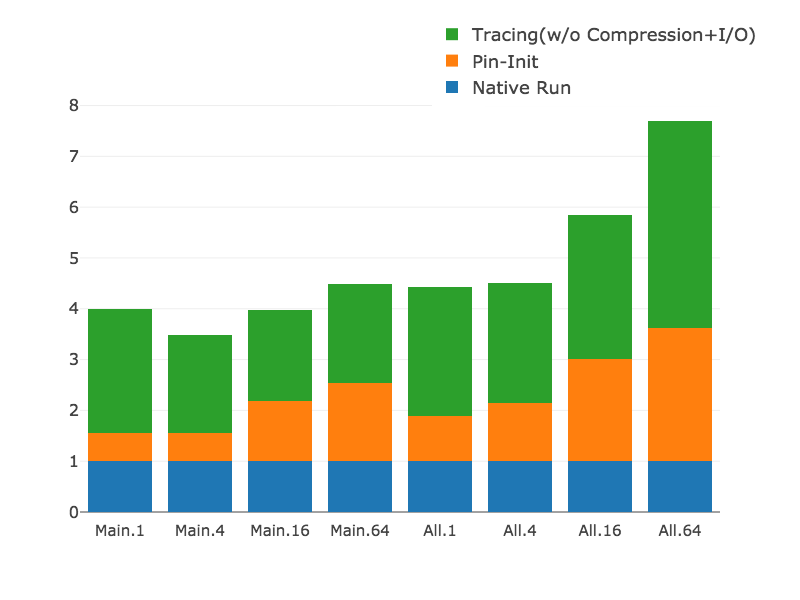 Tracing(w/o Compression+I/O)
Pin-Init
Native Run
8
7
6
5
4
3
2
1
0
Main.1 Main.4 Main.16 Main.64 All.1 All.4 All.16 All.64